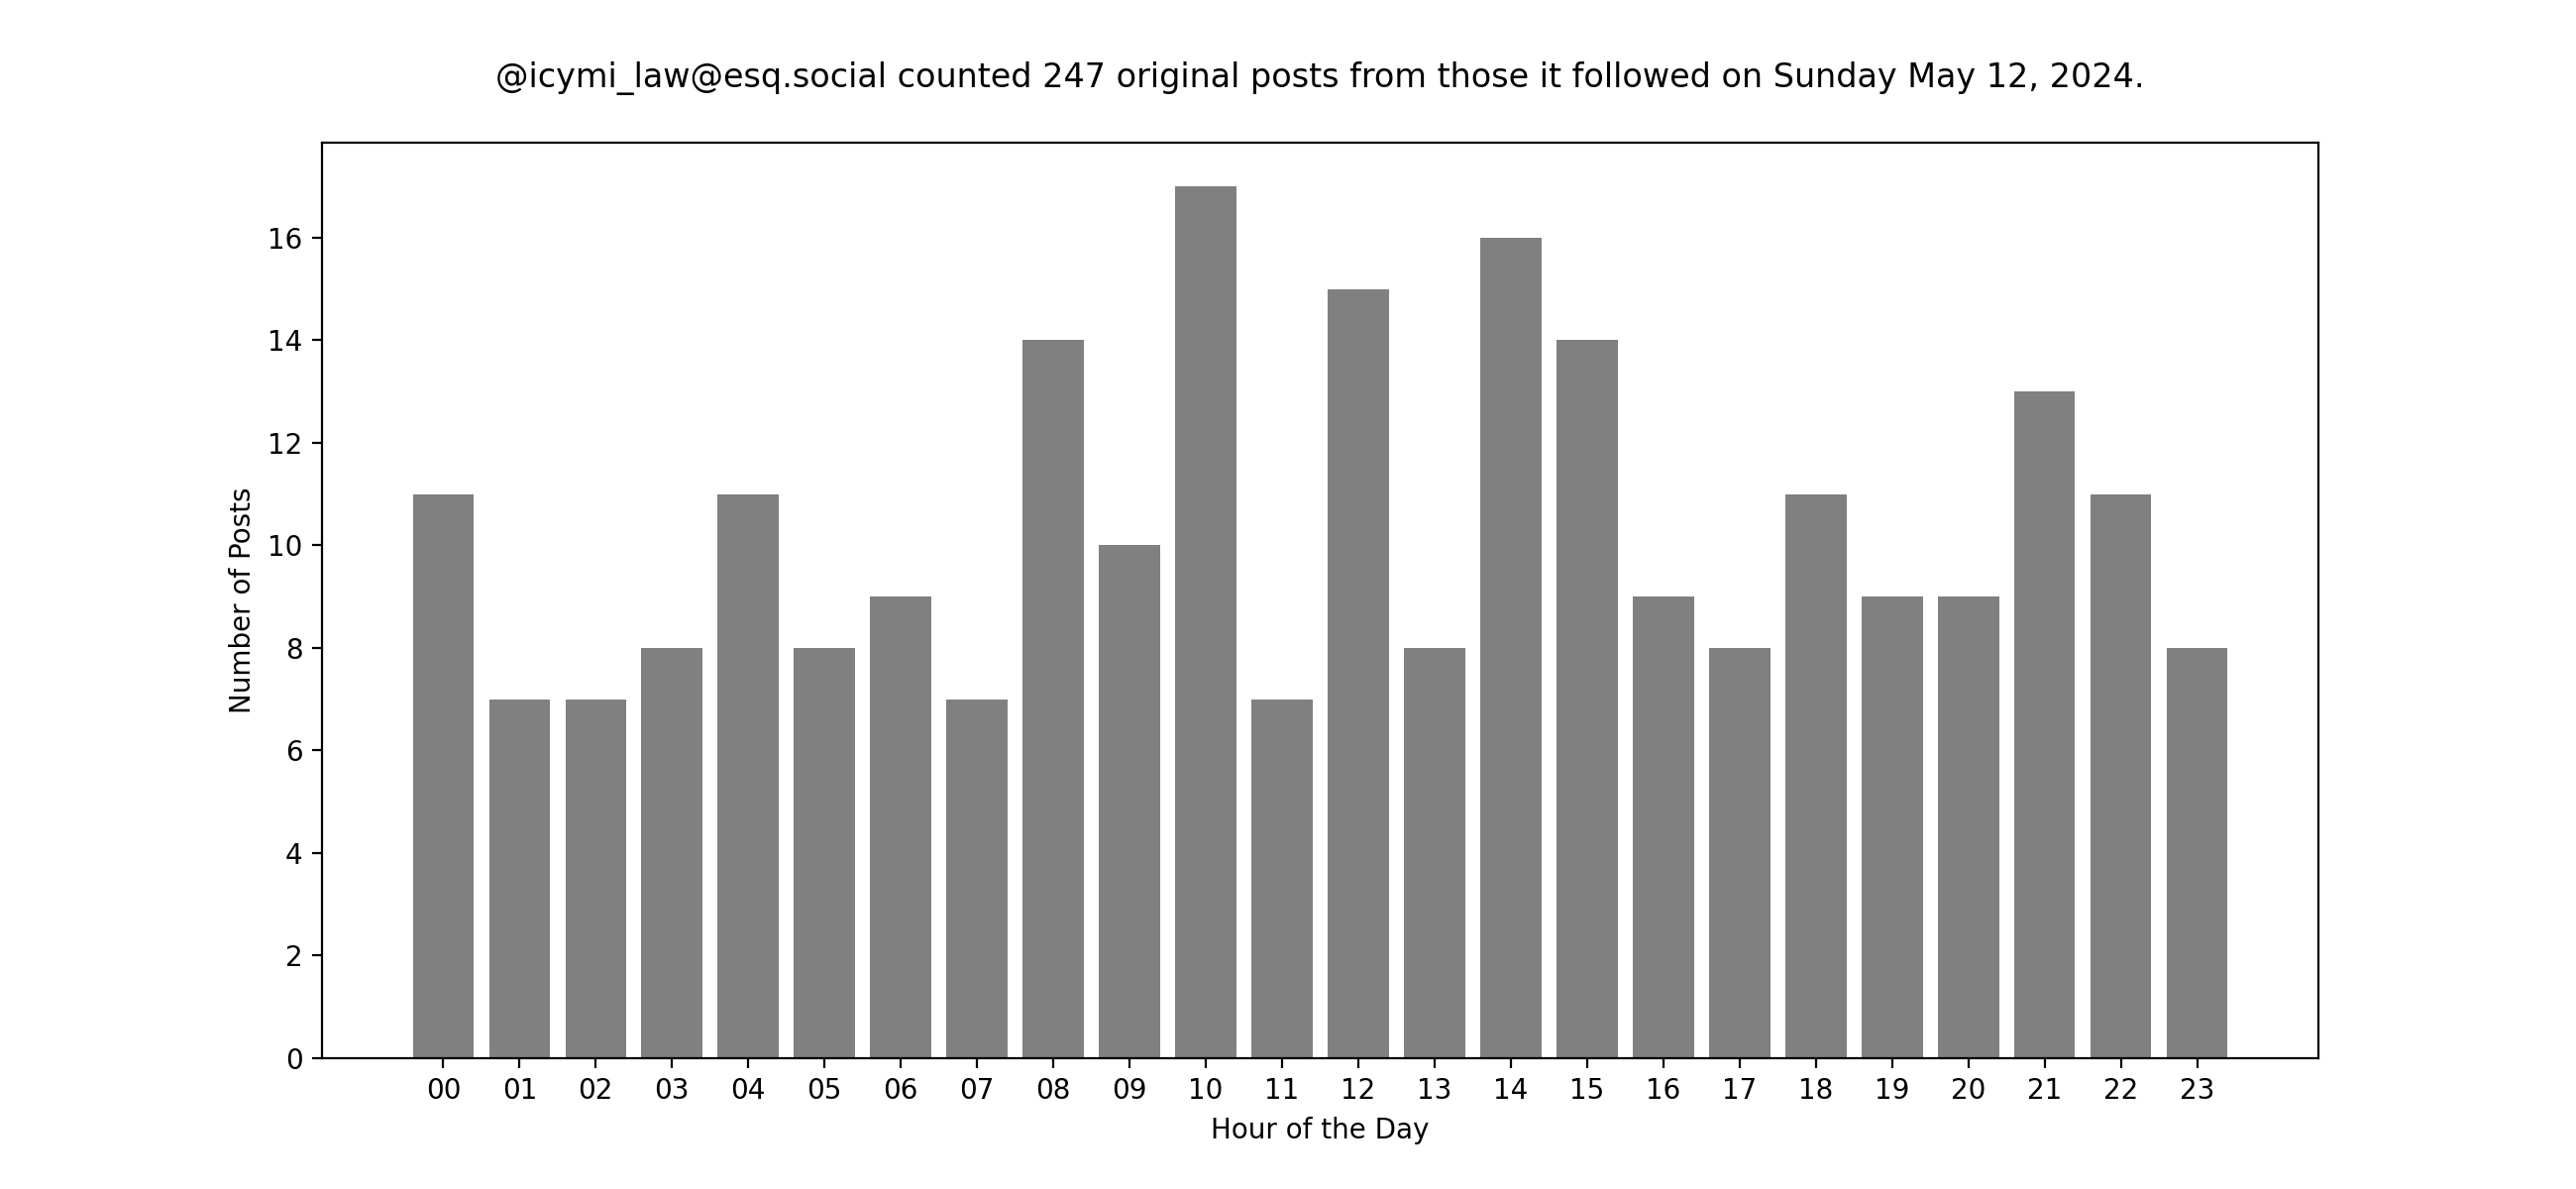 @icymi_law@esq.social counted 247 original posts from those it followed on Sunday May 12, 2024.
16
14
12
10
8
6
4
2
0
Number of Posts
00 01 02 03 04 05 06 07 08 09 10 11 12 13 14 15 16 17 18 19 20 21 22 23
Hour of the Day